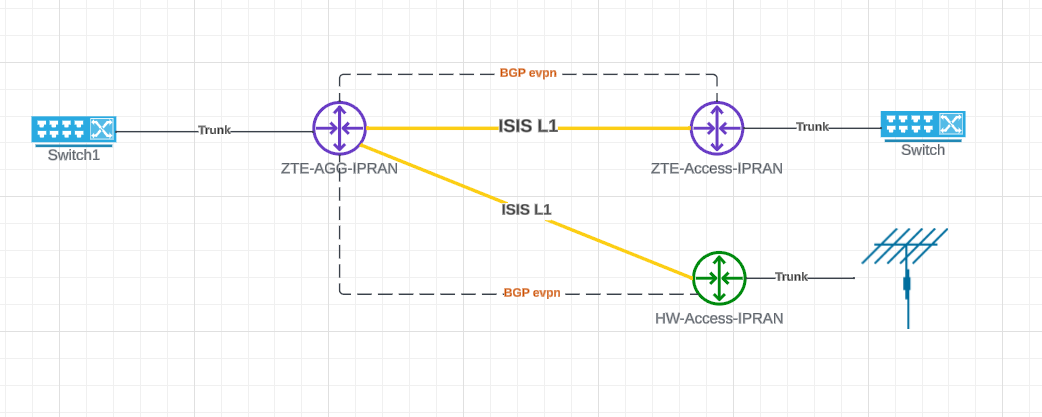 BGP evpn
Switch1
Trunk
ZTE-AGG-IPRAN
ISIS L1
ZTE-Access-IPRAN
Trunk
Switch
ISIS L1
BGP evpn
HW-Access-IPRAN
Trunk